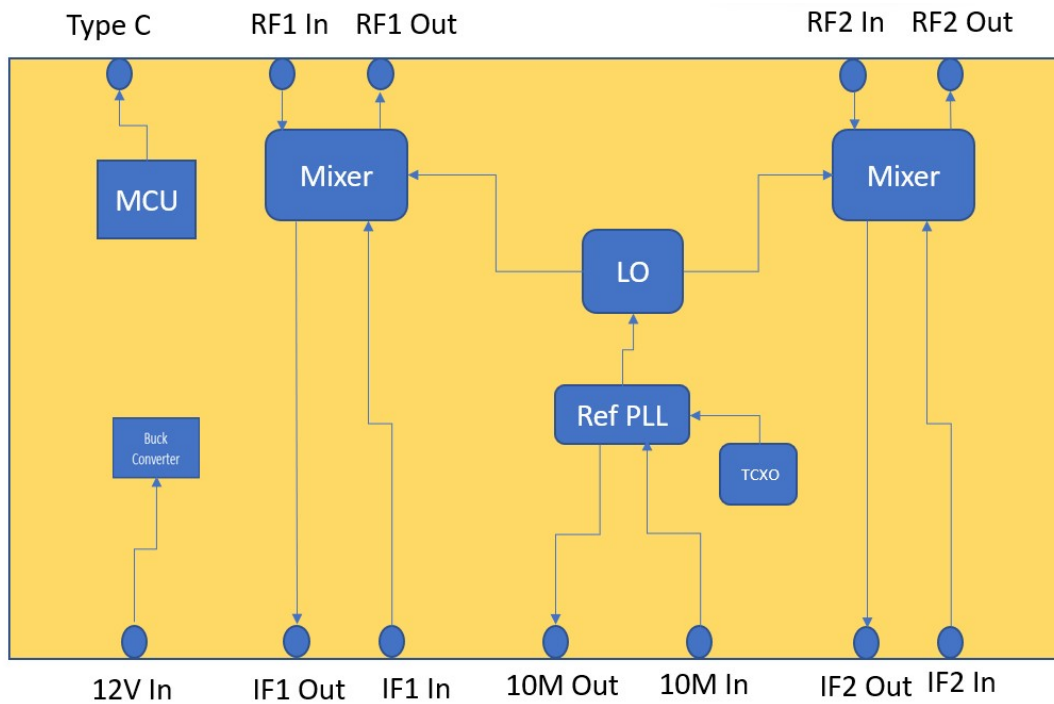 Type C
RF1 In
RF1 Out
RF2 In
RF2 Out
MCU
Mixer
Mixer
LO
Ref PLL
Buck
Converter
TCXO
12V In
IF1 Out
IF1 In
10M Out
10M In
IF2 Out
IF2 In